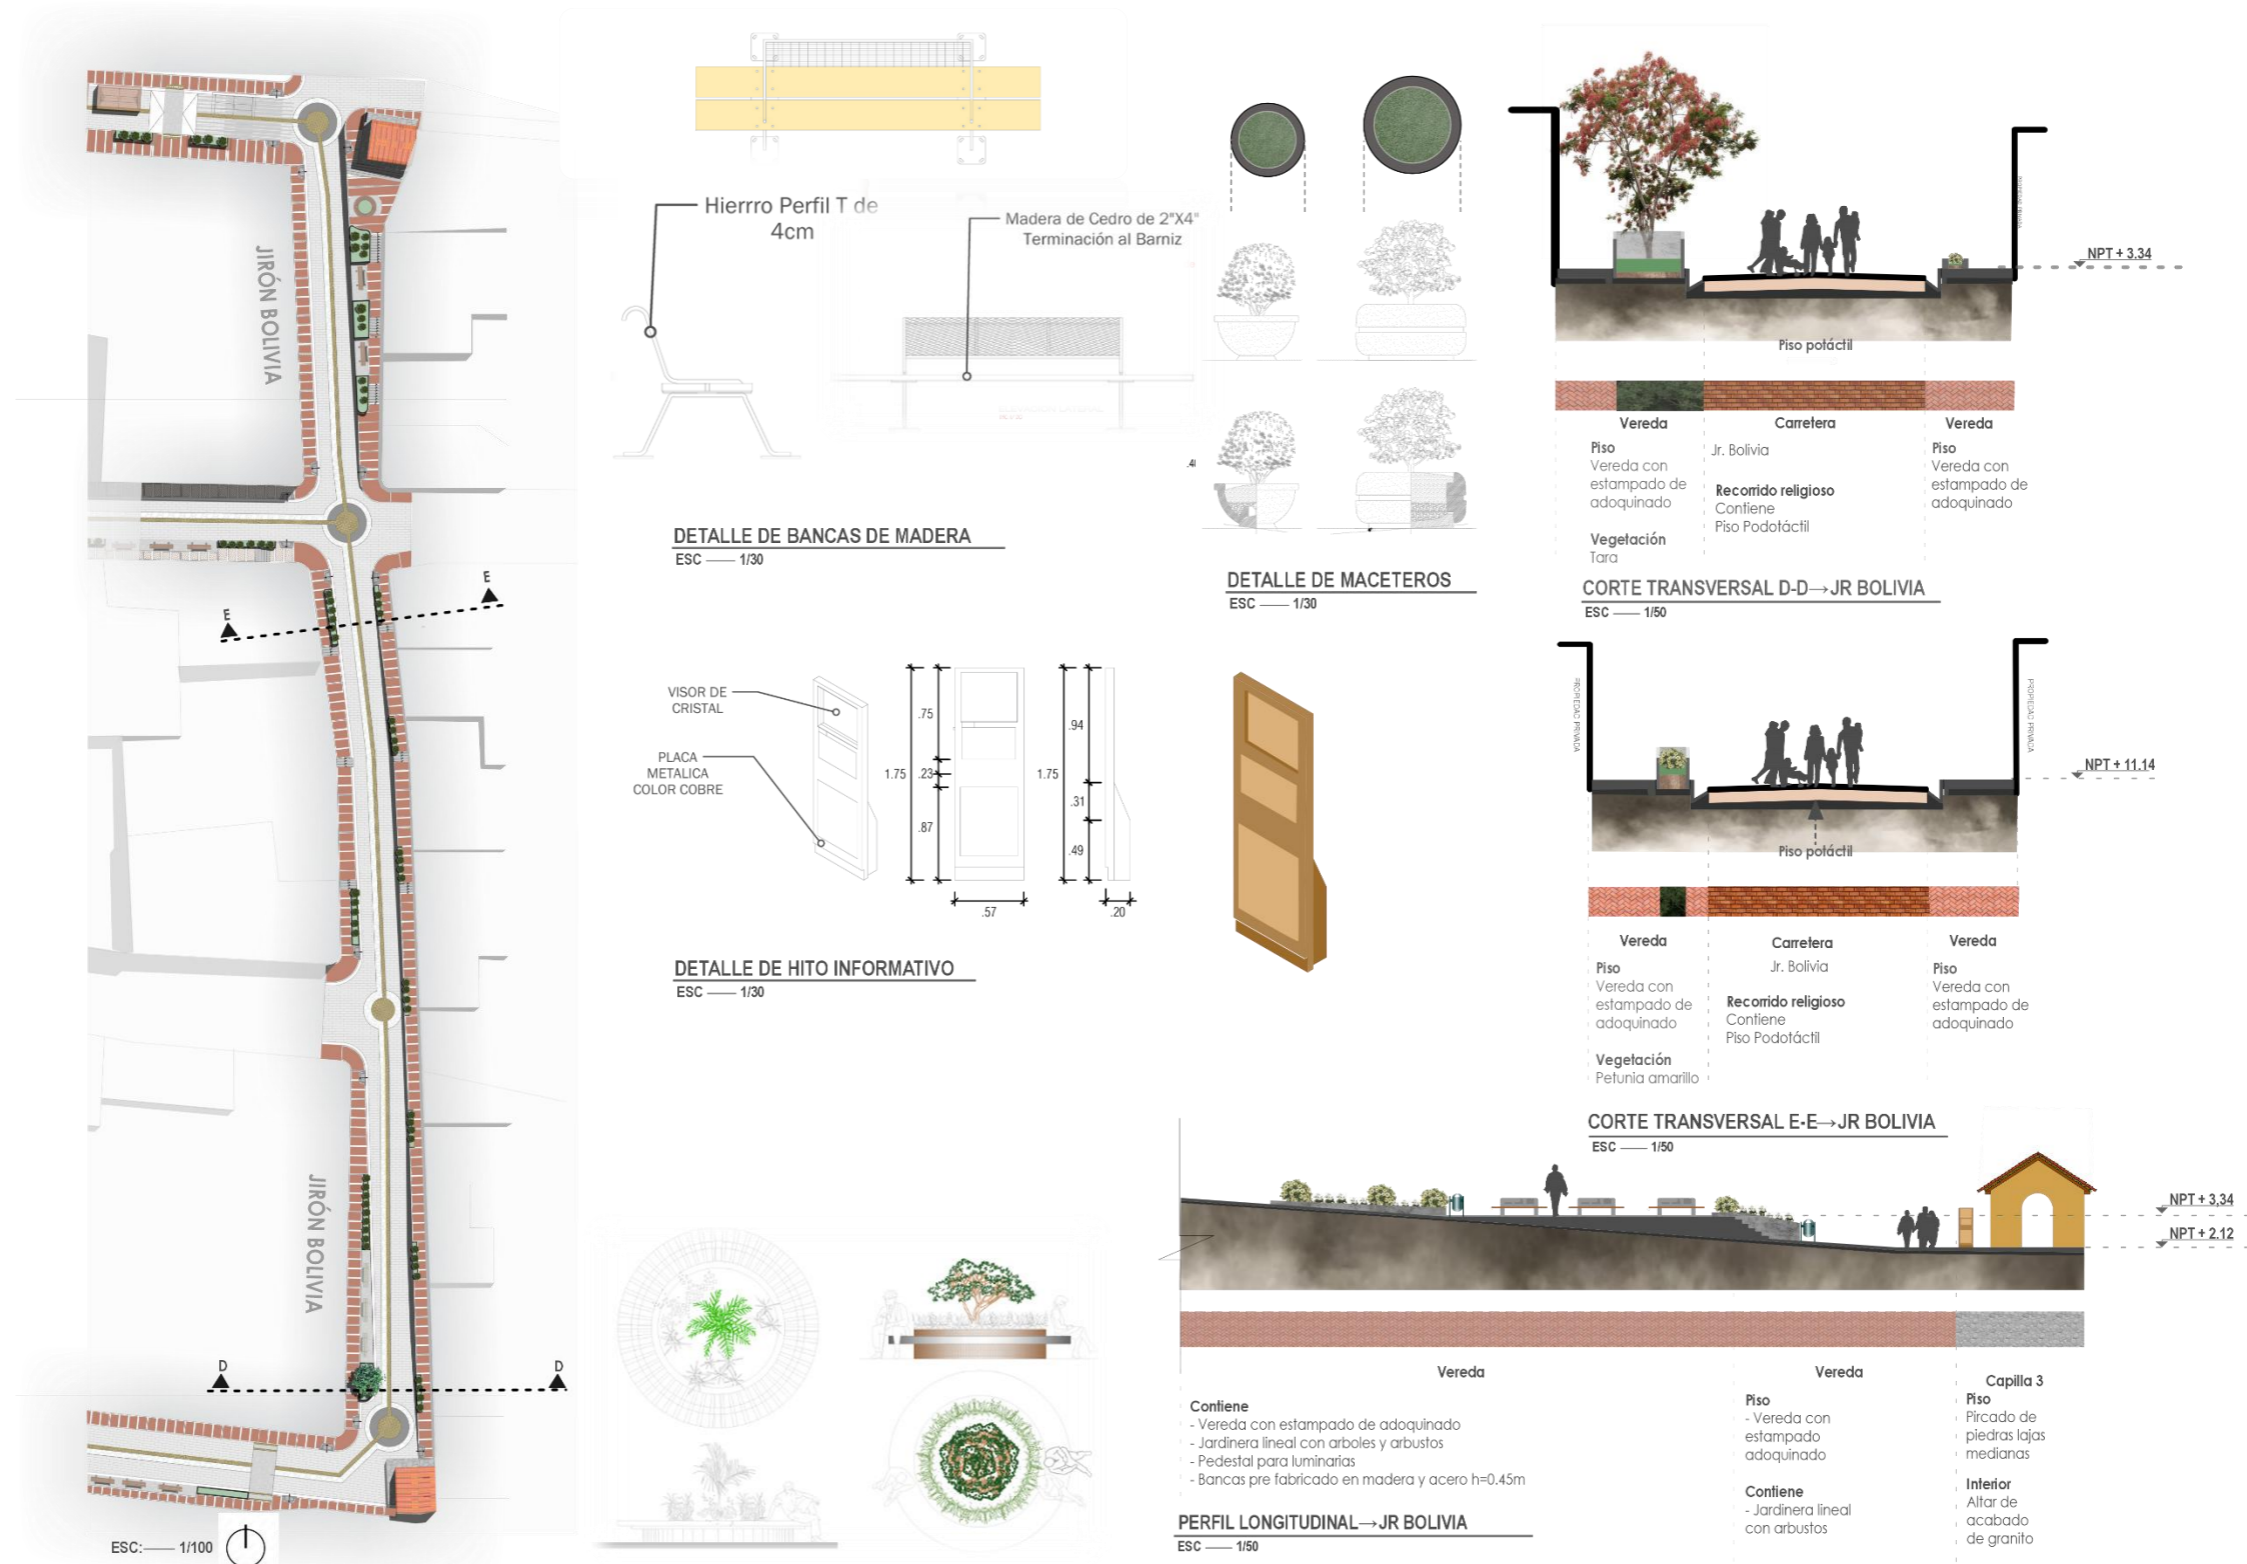 JIRÓN BOLIVIA
E
E
JIRÓN BOLIVIA
D
D
ESC: 1/100
Hierrro Perfil T de
4cm
Madera de Cedro de 2"X4"
Terminación al Barniz
DETALLE DE BANCAS DE MADERA
ESC 1/30
DETALLE DE MACETEROS
ESC 1/30
VISOR DE
CRISTAL
PLACA
METALICA
COLOR COBRE
.75
1.75
.23
.87
.57
.94
1.75
.31
.49
.20
DETALLE DE HITO INFORMATIVO
ESC 1/30
NPT + 3.34
Piso potáctil
Vereda
Piso
Vereda con
estampado de
adoquinado
Vegetación
Tara
Carretera
Jr. Bolivia
Recorrido religioso
Contiene
Piso Podotáctil
Vereda
Piso
Vereda con
estampado de
adoquinado
CORTE TRANSVERSAL D-D→JR BOLIVIA
ESC 1/50
PROPIEDAD PRIVADA
PROPIEDAD PRIVADA
NPT + 11.14
Piso potáctil
Vereda
Piso
Vereda con
estampado de
adoquinado
Vegetación
Petunia amarillo
Carretera
Jr. Bolivia
Recorrido religioso
Contiene
Piso Podotáctil
Vereda
Piso
Vereda con
estampado de
adoquinado
CORTE TRANSVERSAL E-E→JR BOLIVIA
ESC 1/50
NPT + 3,34
NPT + 2.12
Vereda
Contiene
- Vereda con estampado de adoquinado
- Jardinera lineal con arboles y arbustos
- Pedestal para luminarias
- Bancas pre fabricado en madera y acero h=0.45m
Vereda
Piso
- Vereda con
estampado
adoquinado
Contiene
- Jardinera lineal
con arbustos
Capilla 3
Piso
Pircado de
piedras lajas
medianas
Interior
Altar de
acabado
de granito
PERFIL LONGITUDINAL→JR BOLIVIA
ESC 1/50